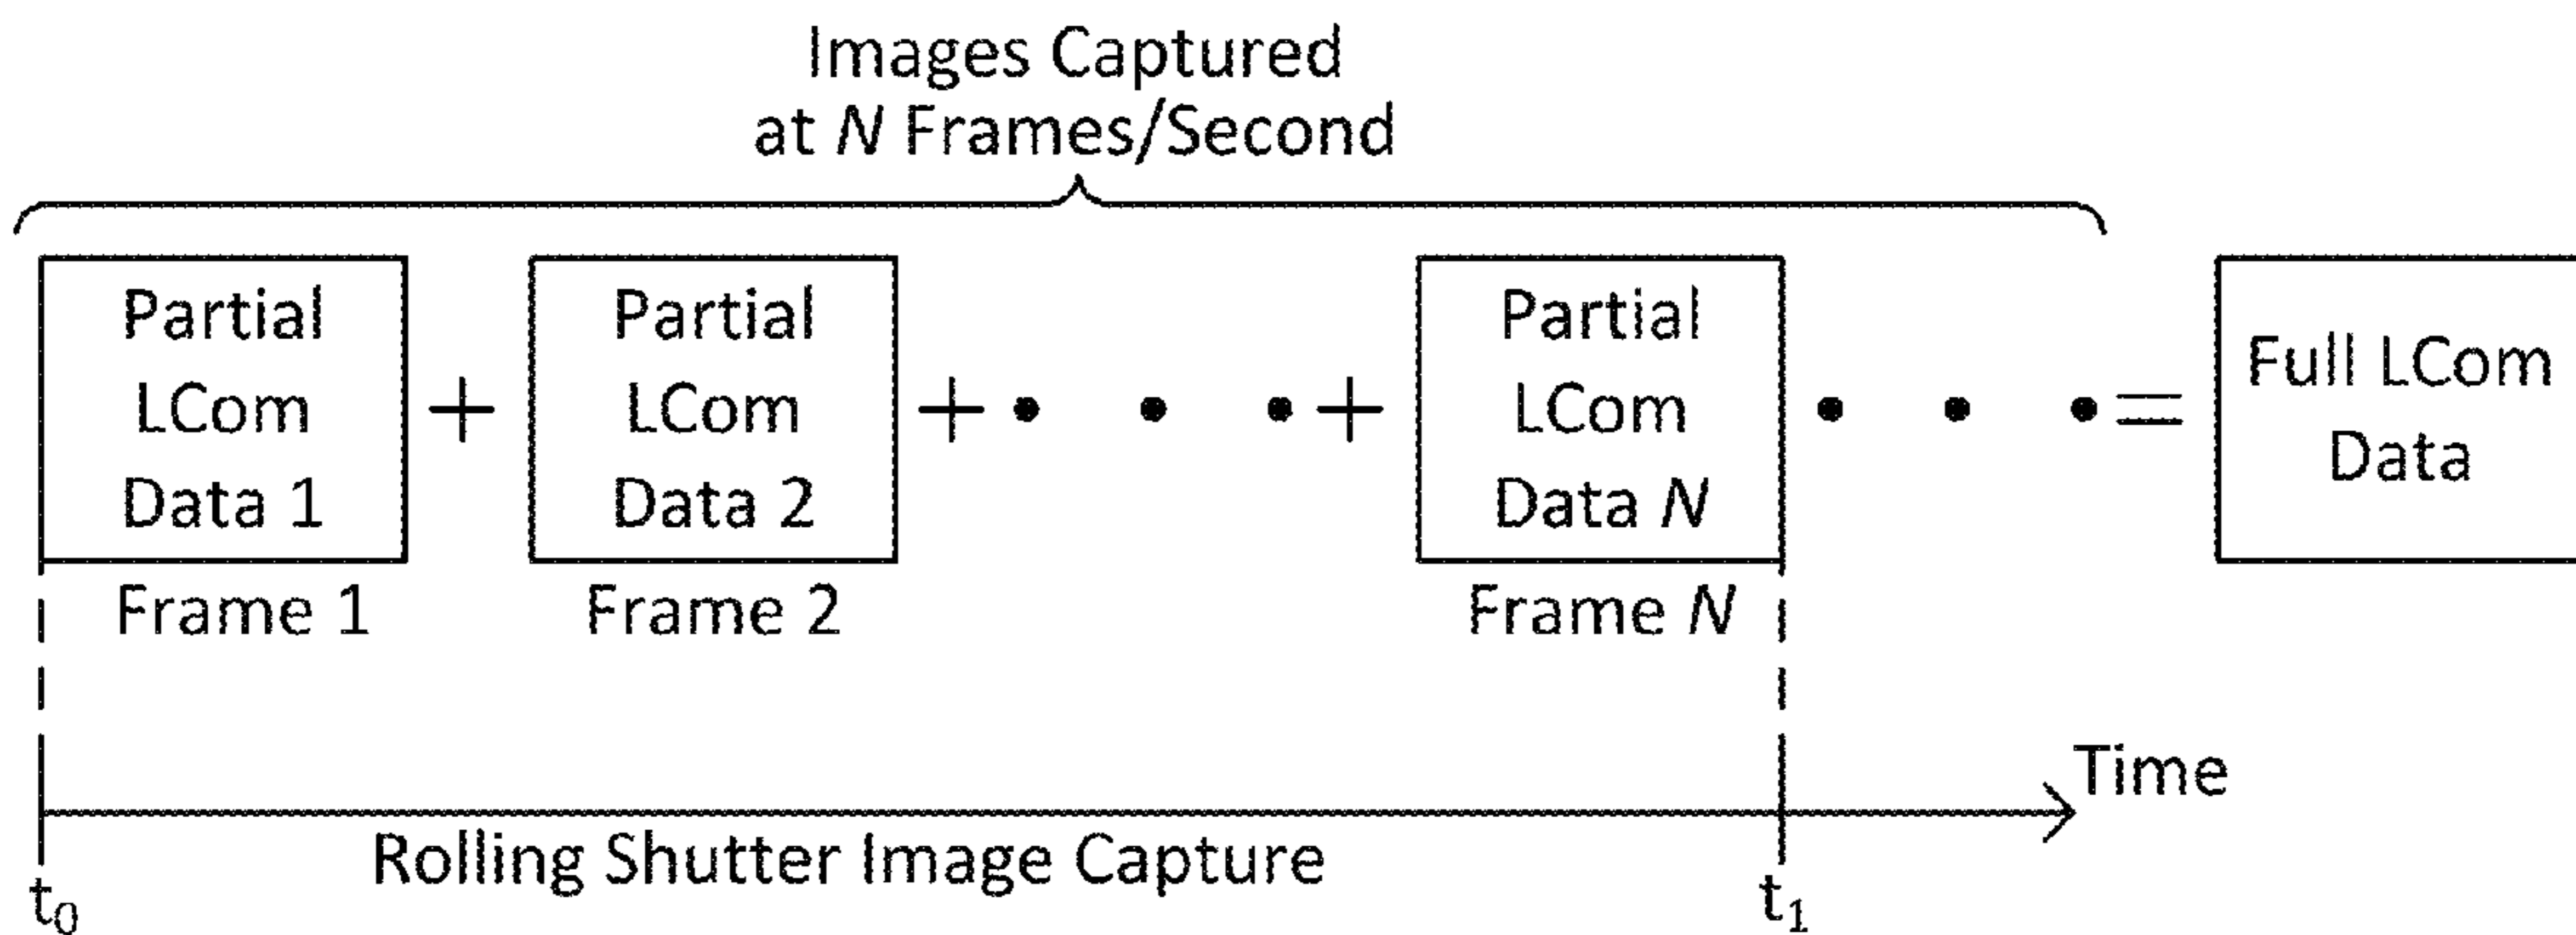 Images Captured
at N Frames/Second
Partial
LCom
Data 1
+
Partial
LCom
Data 2
+ • • • +
Partial
LCom
Data N
• • • =
Full LCom
Data
Frame 1
Frame 2
Frame N
Time
Rolling Shutter Image Capture
t₀
t₁